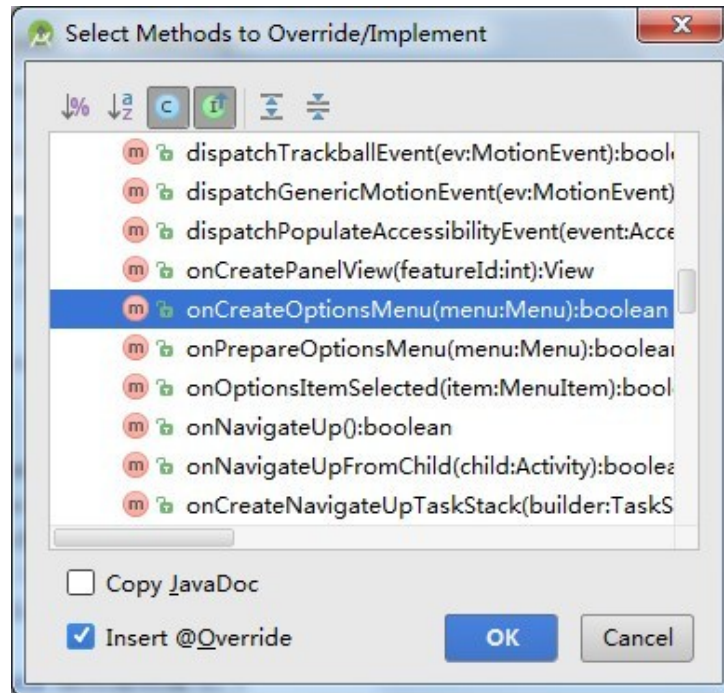 Select Methods to Override/Implement
dispatchTrackballEvent(ev:MotionEvent):boole
dispatchGenericMotionEvent(ev:MotionEvent)
dispatchPopulateAccessibilityEvent(event:Acce
onCreatePanelView(featureId:int):View
onCreateOptionsMenu(menu:Menu):boolean
onPrepareOptionsMenu(menu:Menu):boolean
onOptionsItemSelected(item:MenuItem):bool
onNavigateUp():boolean
onNavigateUpFromChild(child:Activity):boolea
onCreateNavigateUpTaskStack(builder:TaskS
Copy JavaDoc
Insert @Override
OK Cancel